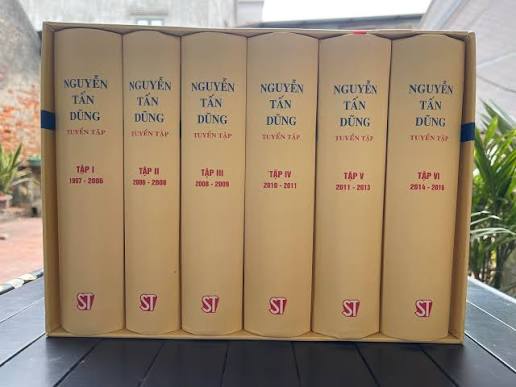 NGUYỄN
TẤN
DŨNG
TUYỂN TẬP
TẬP I
1997 - 2006
ST
NGUYỄN
TẤN
DŨNG
TUYỂN TẬP
TẬP II
2006 - 2008
ST
NGUYỄN
TẤN
DŨNG
TUYỂN TẬP
TẬP III
2008 - 2009
ST
NGUYỄN
TẤN
DŨNG
TUYỂN TẬP
TẬP IV
2010 - 2011
ST
NGUYỄN
TẤN
DŨNG
TUYỂN TẬP
TẬP V
2011 - 2013
ST
NGUYỄN
TẤN
DŨNG
TUYỂN TẬP
TẬP VI
2014 - 2016
ST